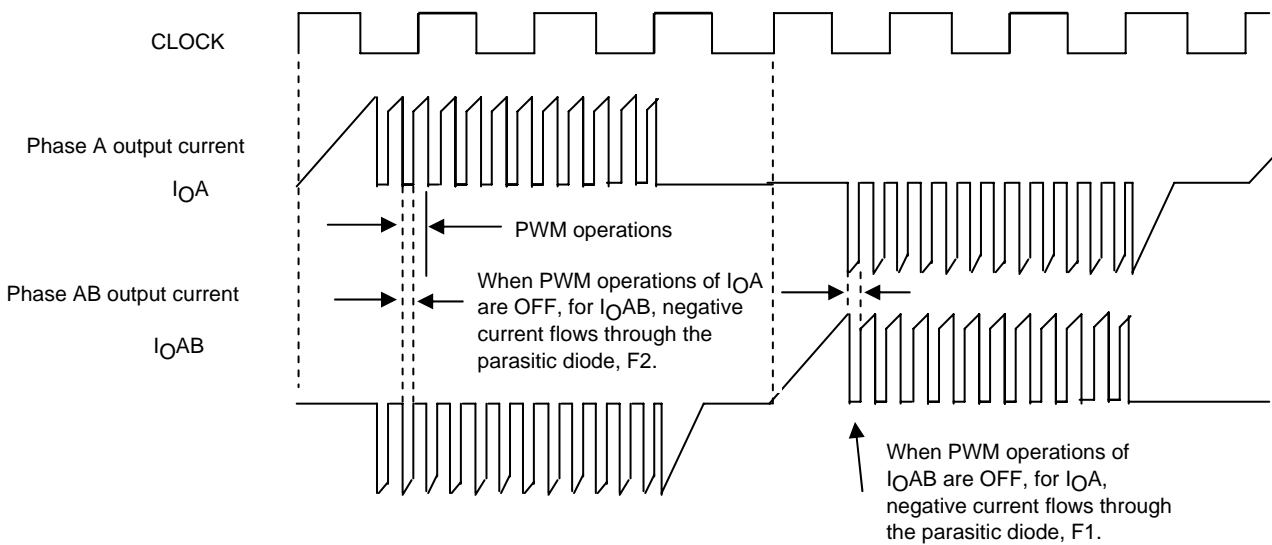 CLOCK
Phase A output current
IOA
PWM operations
Phase AB output current
IOAB
When PWM operations of IOA
are OFF, for IOAB, negative
current flows through the
parasitic diode, F2.
When PWM operations of
IOAB are OFF, for IOA,
negative current flows through
the parasitic diode, F1.